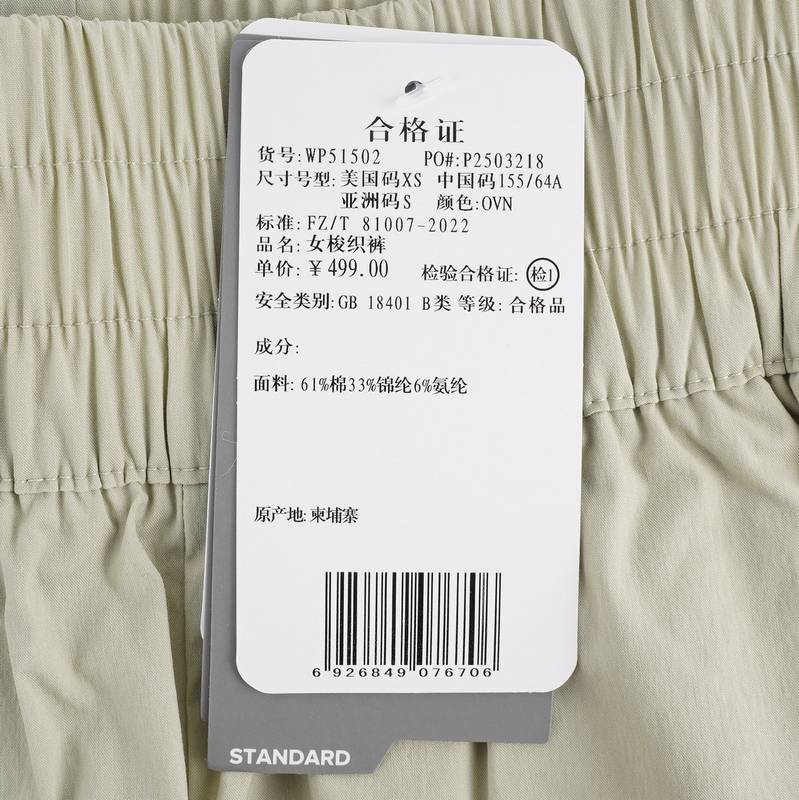 合格证
货号:WP51502 PO#:P2503218
尺寸号型:美国码XS 中国码155/64A
亚洲码S 颜色:OVN
标准:FZ/T 81007-2022
品名:女梭织裤
单价:¥499.00 检验合格证: 检1
安全类别:GB 18401 B类 等级:合格品
成分:
面料:61%棉33%锦纶6%氨纶
原产地:柬埔寨
6 926849 076706
STANDARD